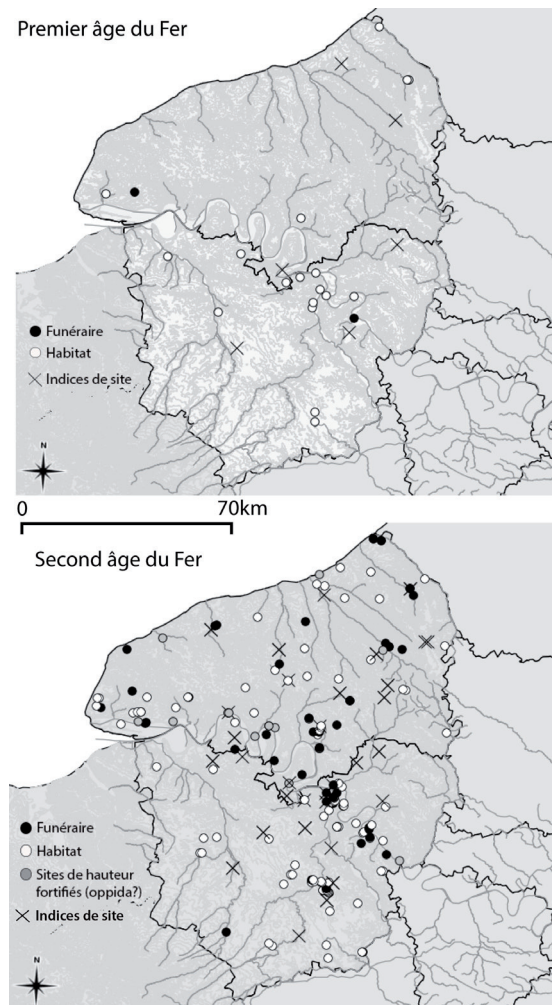 Premier âge du Fer
Funéraire
Habitat
Indices de site
N
0 70km
Second âge du Fer
Funéraire
Habitat
Sites de hauteur
fortifiés (oppida?)
Indices de site
N